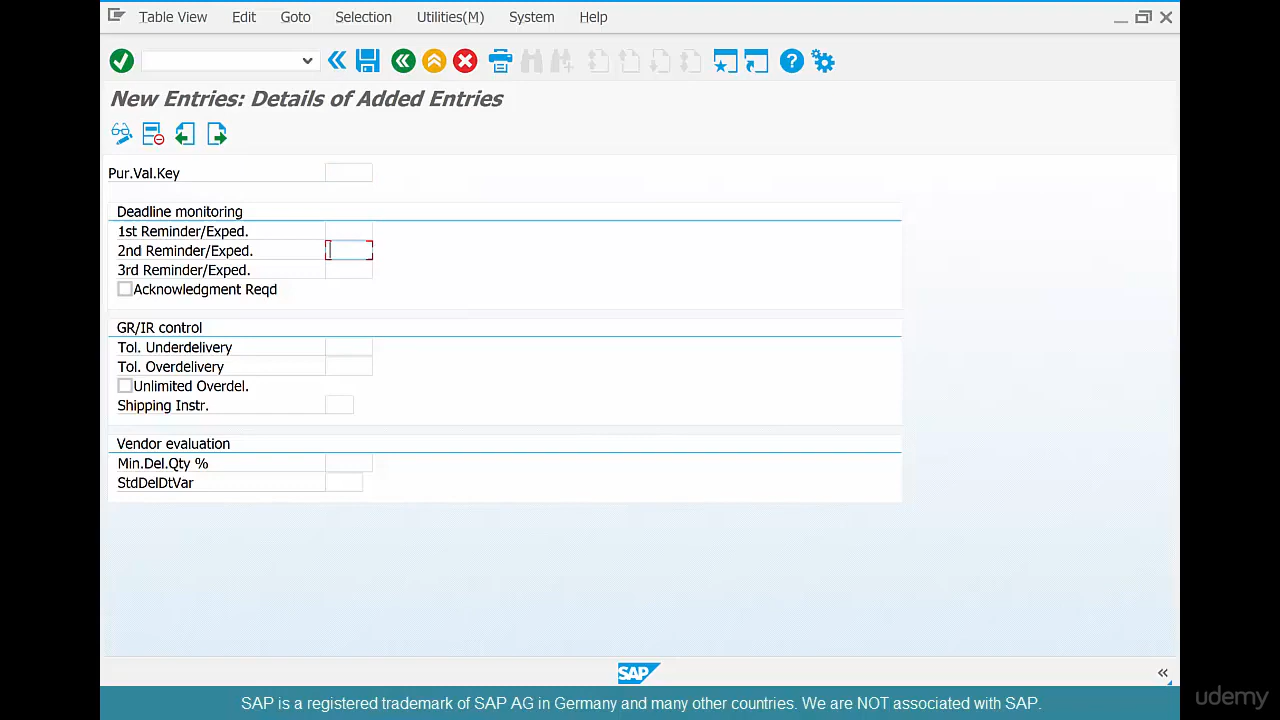 Table View Edit Goto Selection Utilities(M) System Help
New Entries: Details of Added Entries
Pur.Val.Key
Deadline monitoring
1st Reminder/Exped.
2nd Reminder/Exped.
3rd Reminder/Exped.
Acknowledgment Reqd
GR/IR control
Tol. Underdelivery
Tol. Overdelivery
Unlimited Overdel.
Shipping Instr.
Vendor evaluation
Min.Del.Qty %
StdDelDtVar
SAP
SAP is a registered trademark of SAP AG in Germany and many other countries. We are NOT associated with SAP.
udemy